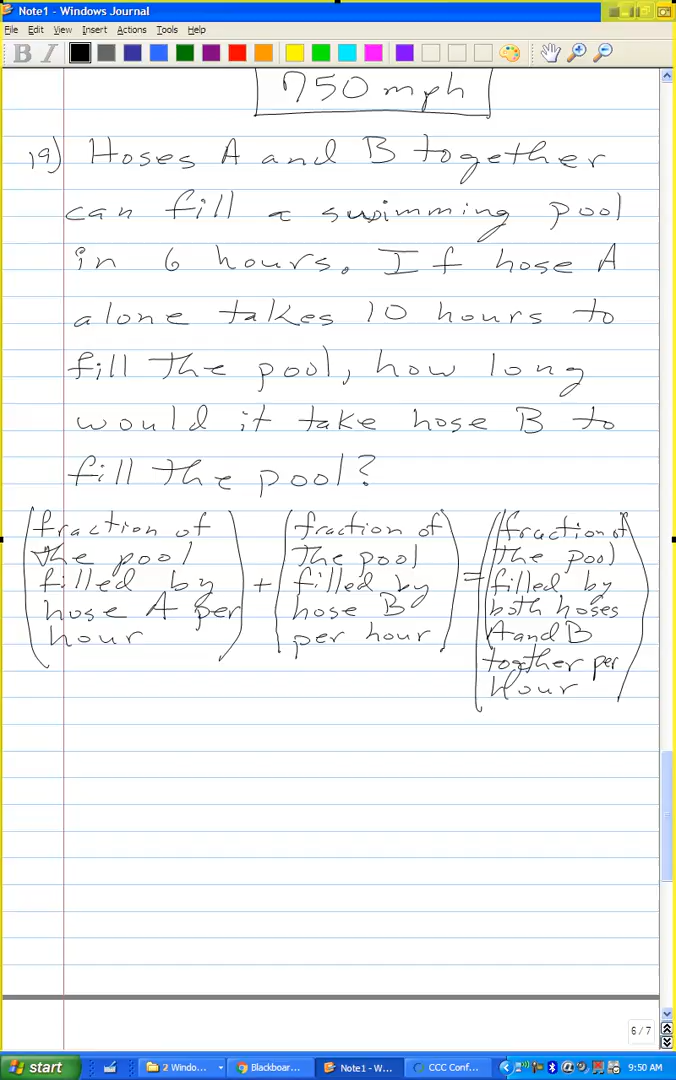 Note1 - Windows Journal
File Edit View Insert Actions Tools Help
B I
750 mph
19) Hoses A and B together
can fill a swimming pool
in 6 hours. If hose A
alone takes 10 hours to
fill the pool, how long
would it take hose B to
fill the pool?
(fraction of the pool filled by hose A per hour) + (fraction of the pool filled by hose B per hour) = (fraction of the pool filled by both hoses A and B together per Hour)
6 / 7
start 2 Windo... Blackboar... Note1 - W... CCC Conf... 9:50 AM